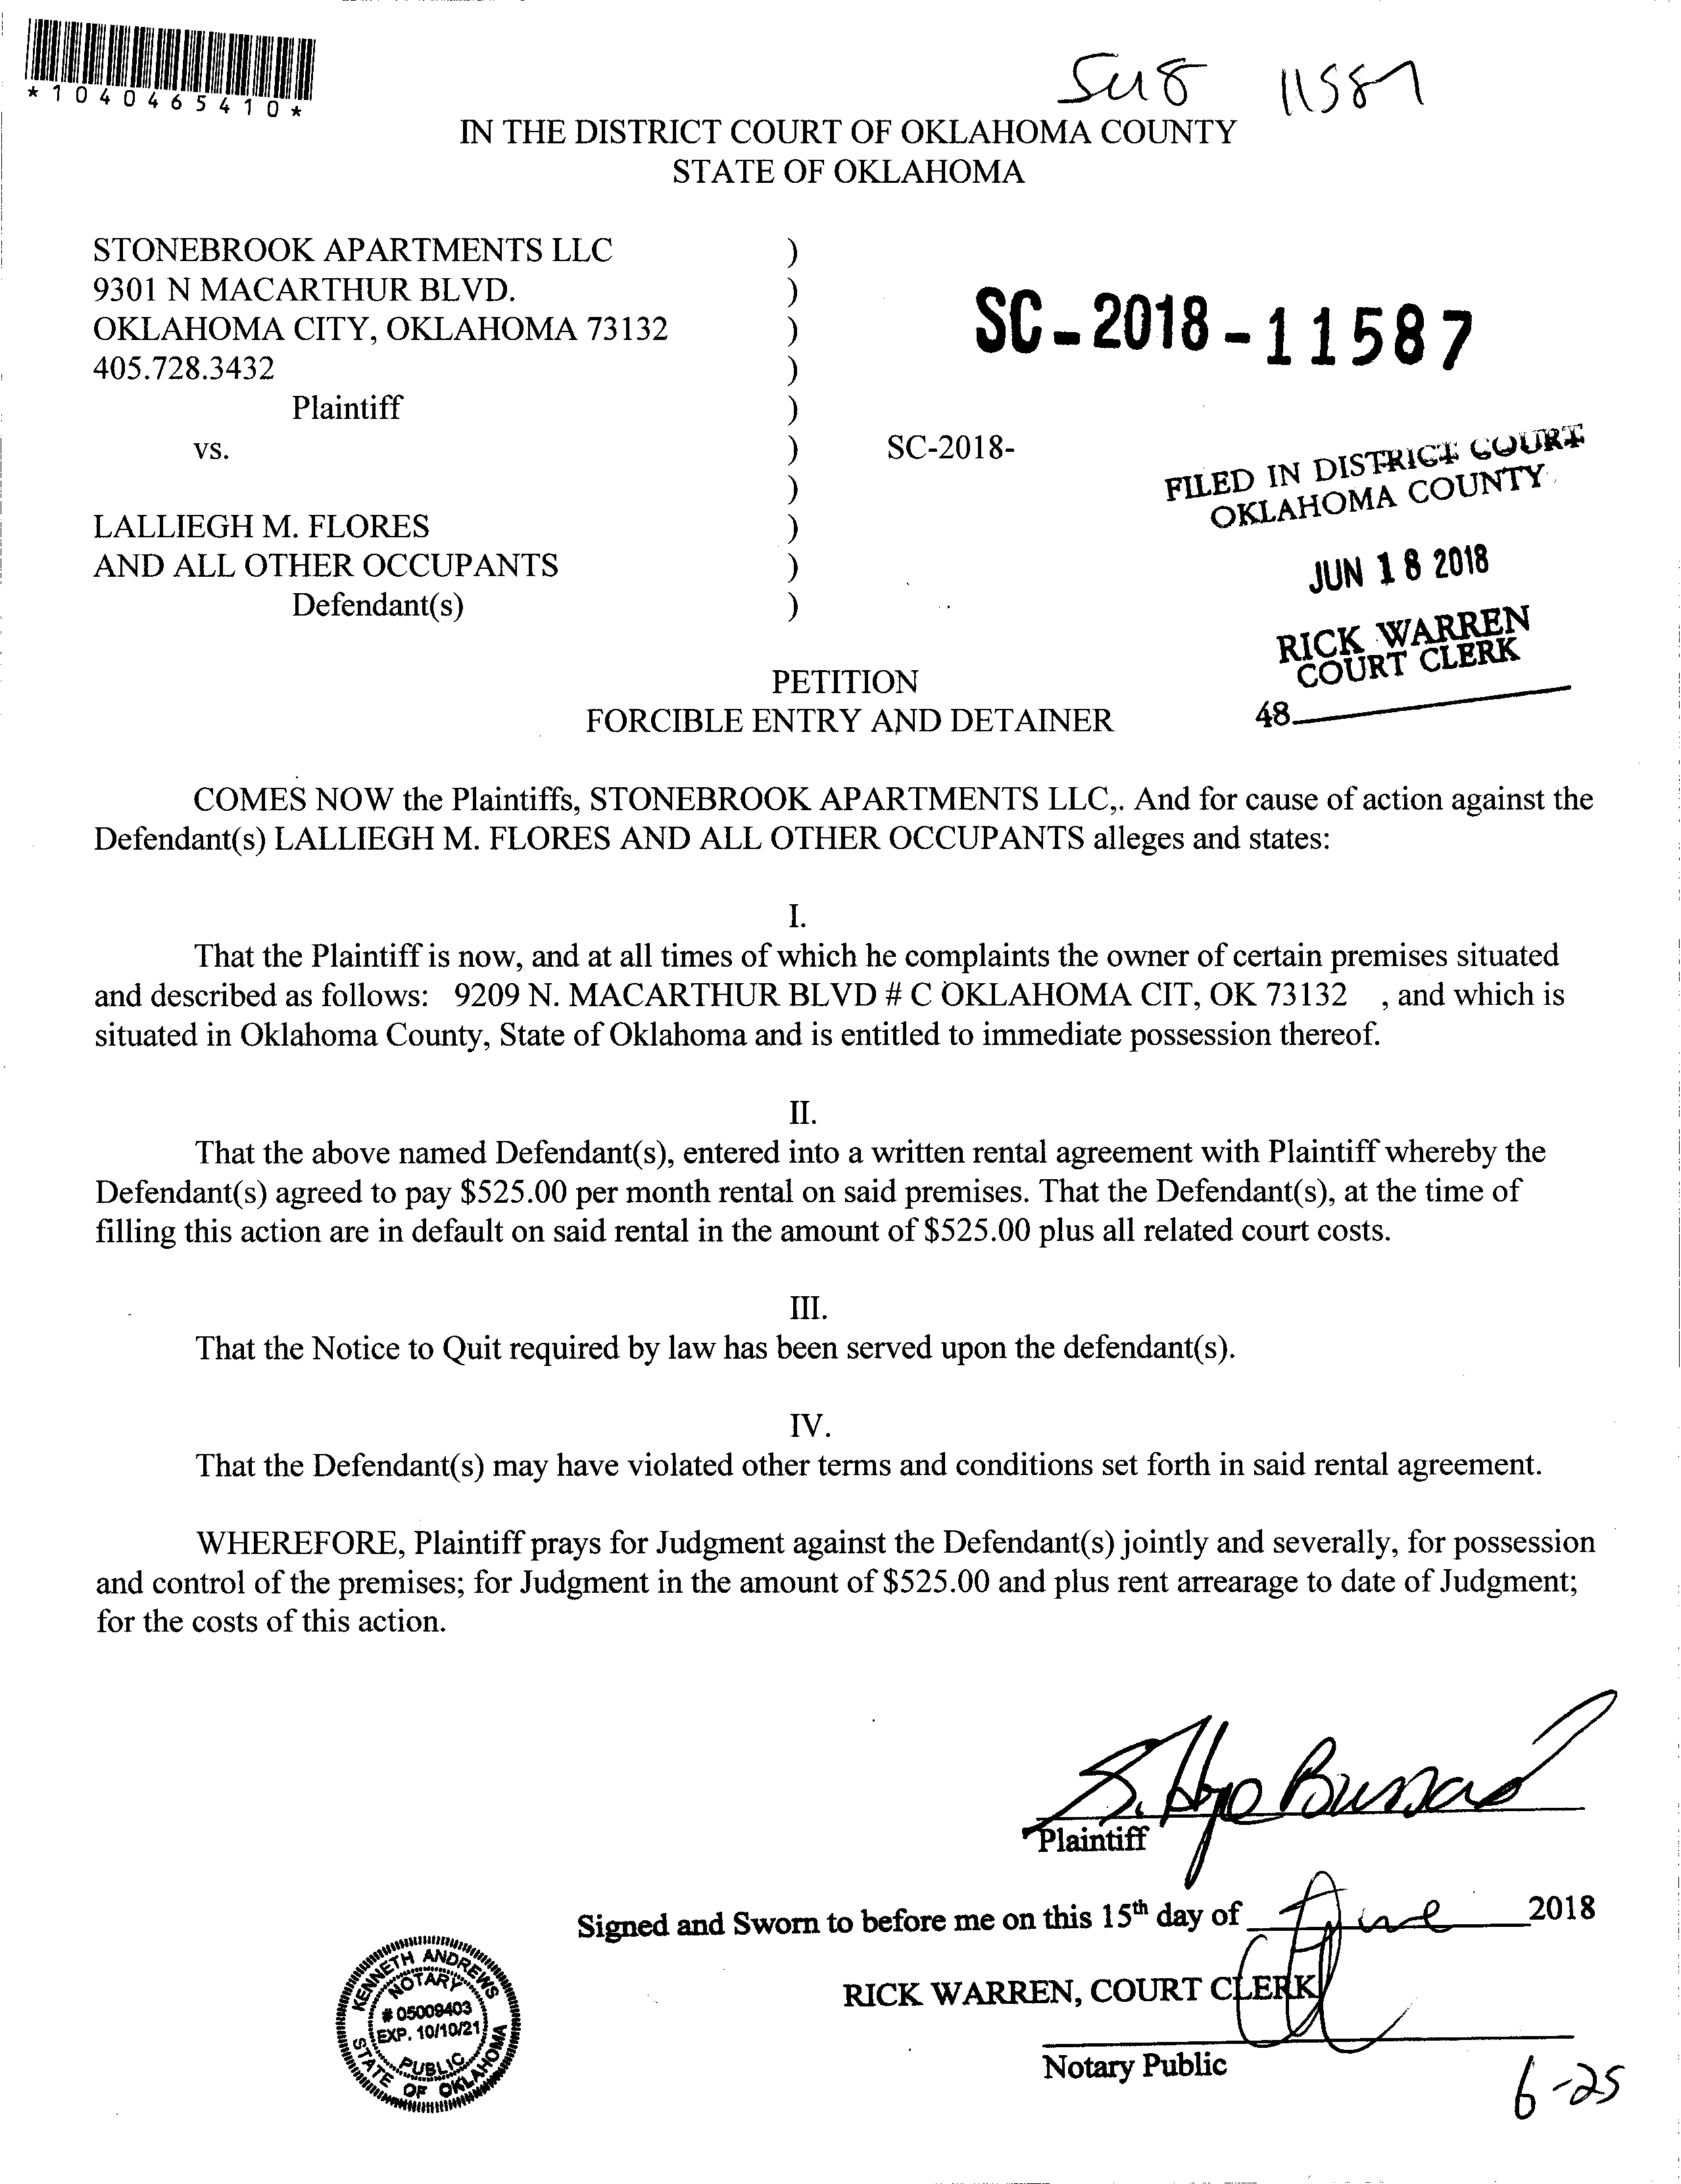 *1040465410*
11587
IN THE DISTRICT COURT OF OKLAHOMA COUNTY
STATE OF OKLAHOMA
STONEBROOK APARTMENTS LLC )
9301 N MACARTHUR BLVD. )
OKLAHOMA CITY, OKLAHOMA 73132 )
405.728.3432 )
Plaintiff )
SC-2018-11587
vs. ) SC-2018-
)
LALLIEGH M. FLORES )
AND ALL OTHER OCCUPANTS )
Defendant(s) )
FILED IN DISTRICT COURT
OKLAHOMA COUNTY
JUN 18 2018
RICK WARREN
COURT CLERK
48
PETITION
FORCIBLE ENTRY AND DETAINER
COMES NOW the Plaintiffs, STONEBROOK APARTMENTS LLC,. And for cause of action against the
Defendant(s) LALLIEGH M. FLORES AND ALL OTHER OCCUPANTS alleges and states:
I.
That the Plaintiff is now, and at all times of which he complaints the owner of certain premises situated
and described as follows: 9209 N. MACARTHUR BLVD # C OKLAHOMA CIT, OK 73132 , and which is
situated in Oklahoma County, State of Oklahoma and is entitled to immediate possession thereof.
II.
That the above named Defendant(s), entered into a written rental agreement with Plaintiff whereby the
Defendant(s) agreed to pay $525.00 per month rental on said premises. That the Defendant(s), at the time of
filling this action are in default on said rental in the amount of $525.00 plus all related court costs.
III.
That the Notice to Quit required by law has been served upon the defendant(s).
IV.
That the Defendant(s) may have violated other terms and conditions set forth in said rental agreement.
WHEREFORE, Plaintiff prays for Judgment against the Defendant(s) jointly and severally, for possession
and control of the premises; for Judgment in the amount of $525.00 and plus rent arrearage to date of Judgment;
for the costs of this action.
Plaintiff
Signed and Sworn to before me on this 15th day of June 2018
RICK WARREN, COURT CLERK
Notary Public
KENNETH ANDREWS
NOTARY
# 05009403
EXP. 10/10/21
PUBLIC
STATE OF OKLAHOMA
6-25